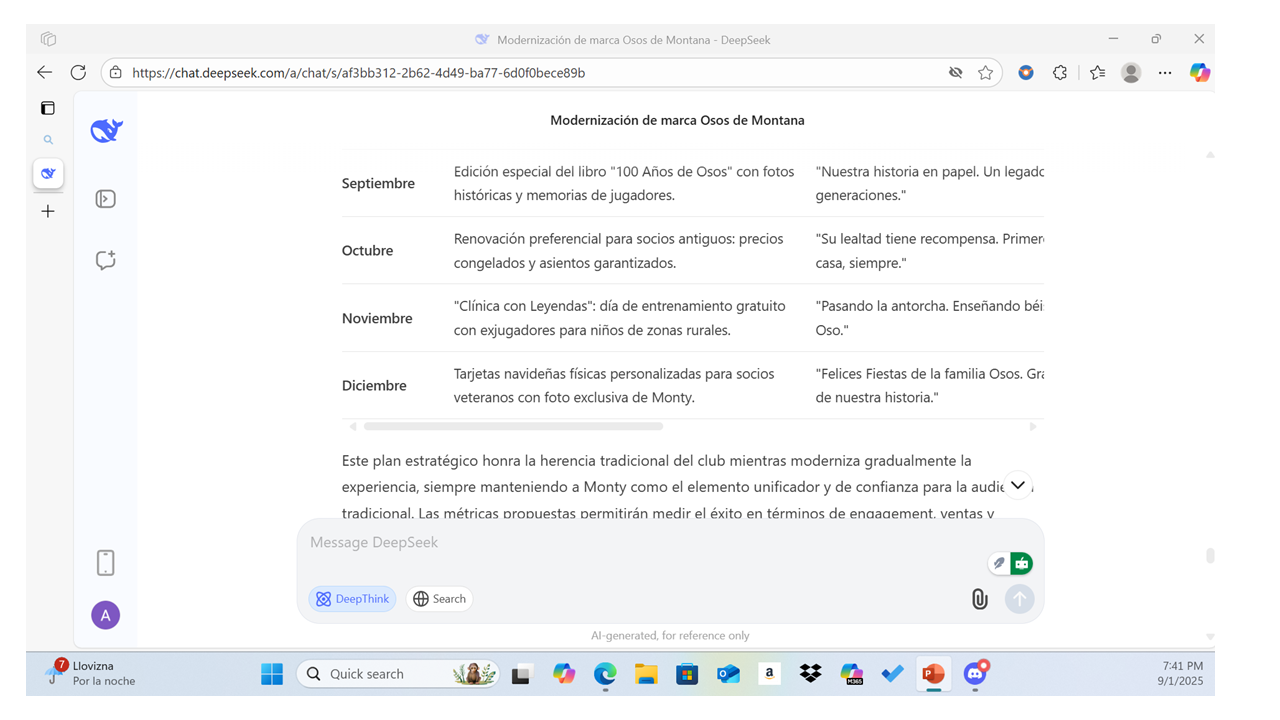 Modernización de marca Osos de Montana - DeepSeek
https://chat.deepseek.com/a/chat/s/af3bb312-2b62-4d49-ba77-6d0f0bece89b
Modernización de marca Osos de Montana
Septiembre
Edición especial del libro "100 Años de Osos" con fotos
históricas y memorias de jugadores.
"Nuestra historia en papel. Un legado
generaciones."
Octubre
Renovación preferencial para socios antiguos: precios
congelados y asientos garantizados.
"Su lealtad tiene recompensa. Primero
casa, siempre."
Noviembre
"Clínica con Leyendas": día de entrenamiento gratuito
con exjugadores para niños de zonas rurales.
"Pasando la antorcha. Enseñando béi
Oso."
Diciembre
Tarjetas navideñas físicas personalizadas para socios
veteranos con foto exclusiva de Monty.
"Felices Fiestas de la familia Osos. Gra
de nuestra historia."
Este plan estratégico honra la herencia tradicional del club mientras moderniza gradualmente la
experiencia, siempre manteniendo a Monty como el elemento unificador y de confianza para la audie
tradicional. Las métricas propuestas permitirán medir el éxito en términos de engagement, ventas y
Message DeepSeek
DeepThink
Search
A
AI-generated, for reference only
7
Llovizna
Por la noche
Quick search
a
M365
P
7:41 PM
9/1/2025